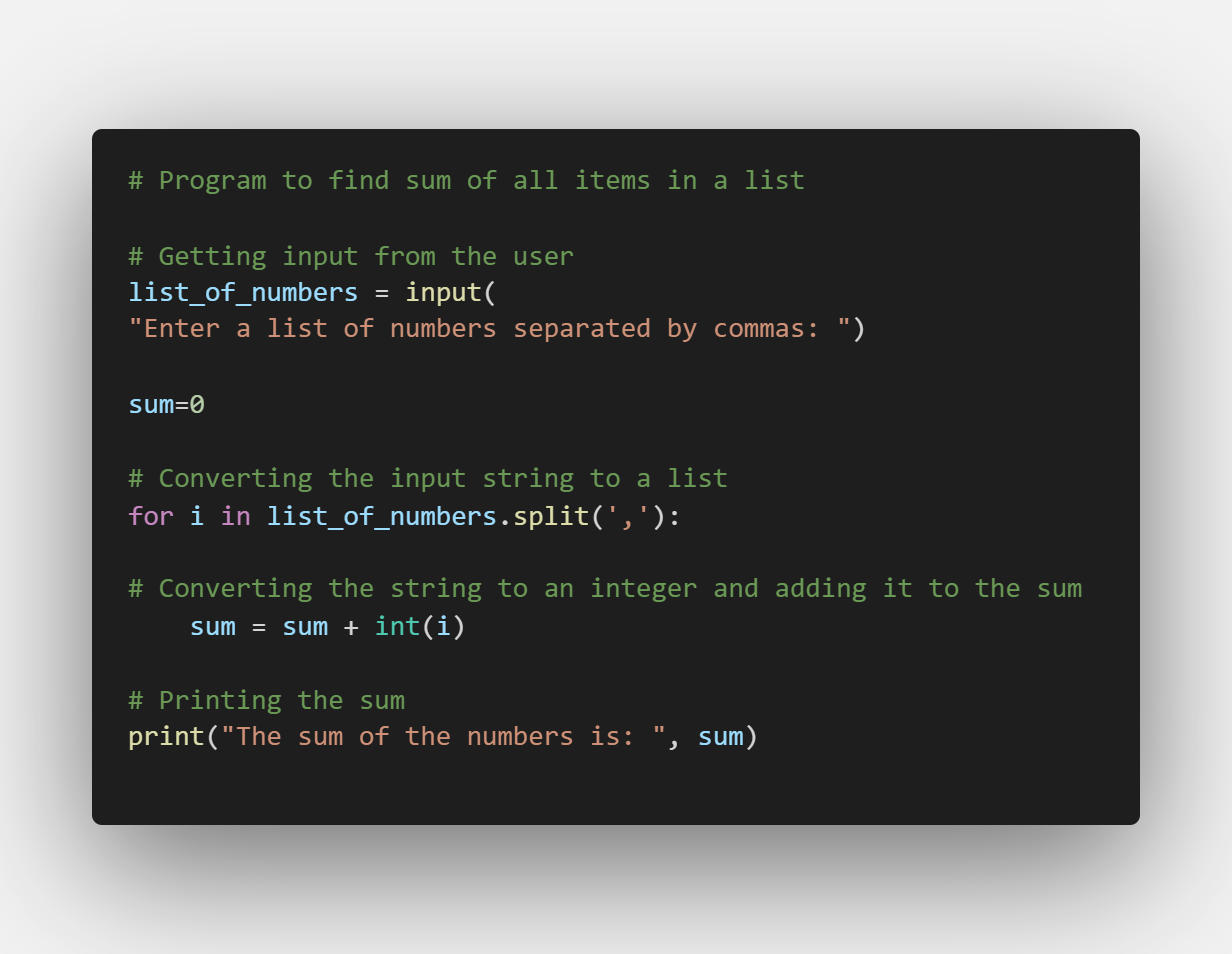 # Program to find sum of all items in a list
# Getting input from the user
list_of_numbers = input(
"Enter a list of numbers separated by commas: ")
sum=0
# Converting the input string to a list
for i in list_of_numbers.split(','):
# Converting the string to an integer and adding it to the sum
    sum = sum + int(i)
# Printing the sum
print("The sum of the numbers is: ", sum)